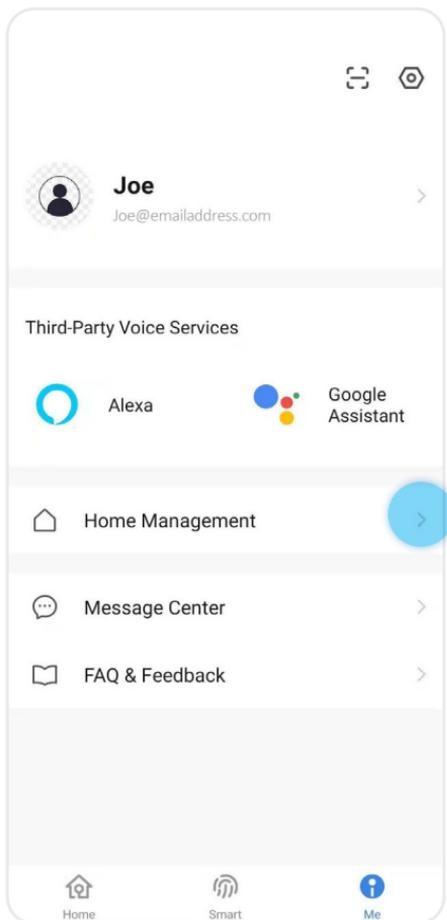 Joe
Joe@emailaddress.com
Third-Party Voice Services
Alexa
Google
Assistant
Home Management
Message Center
FAQ & Feedback
Home
Smart
Me